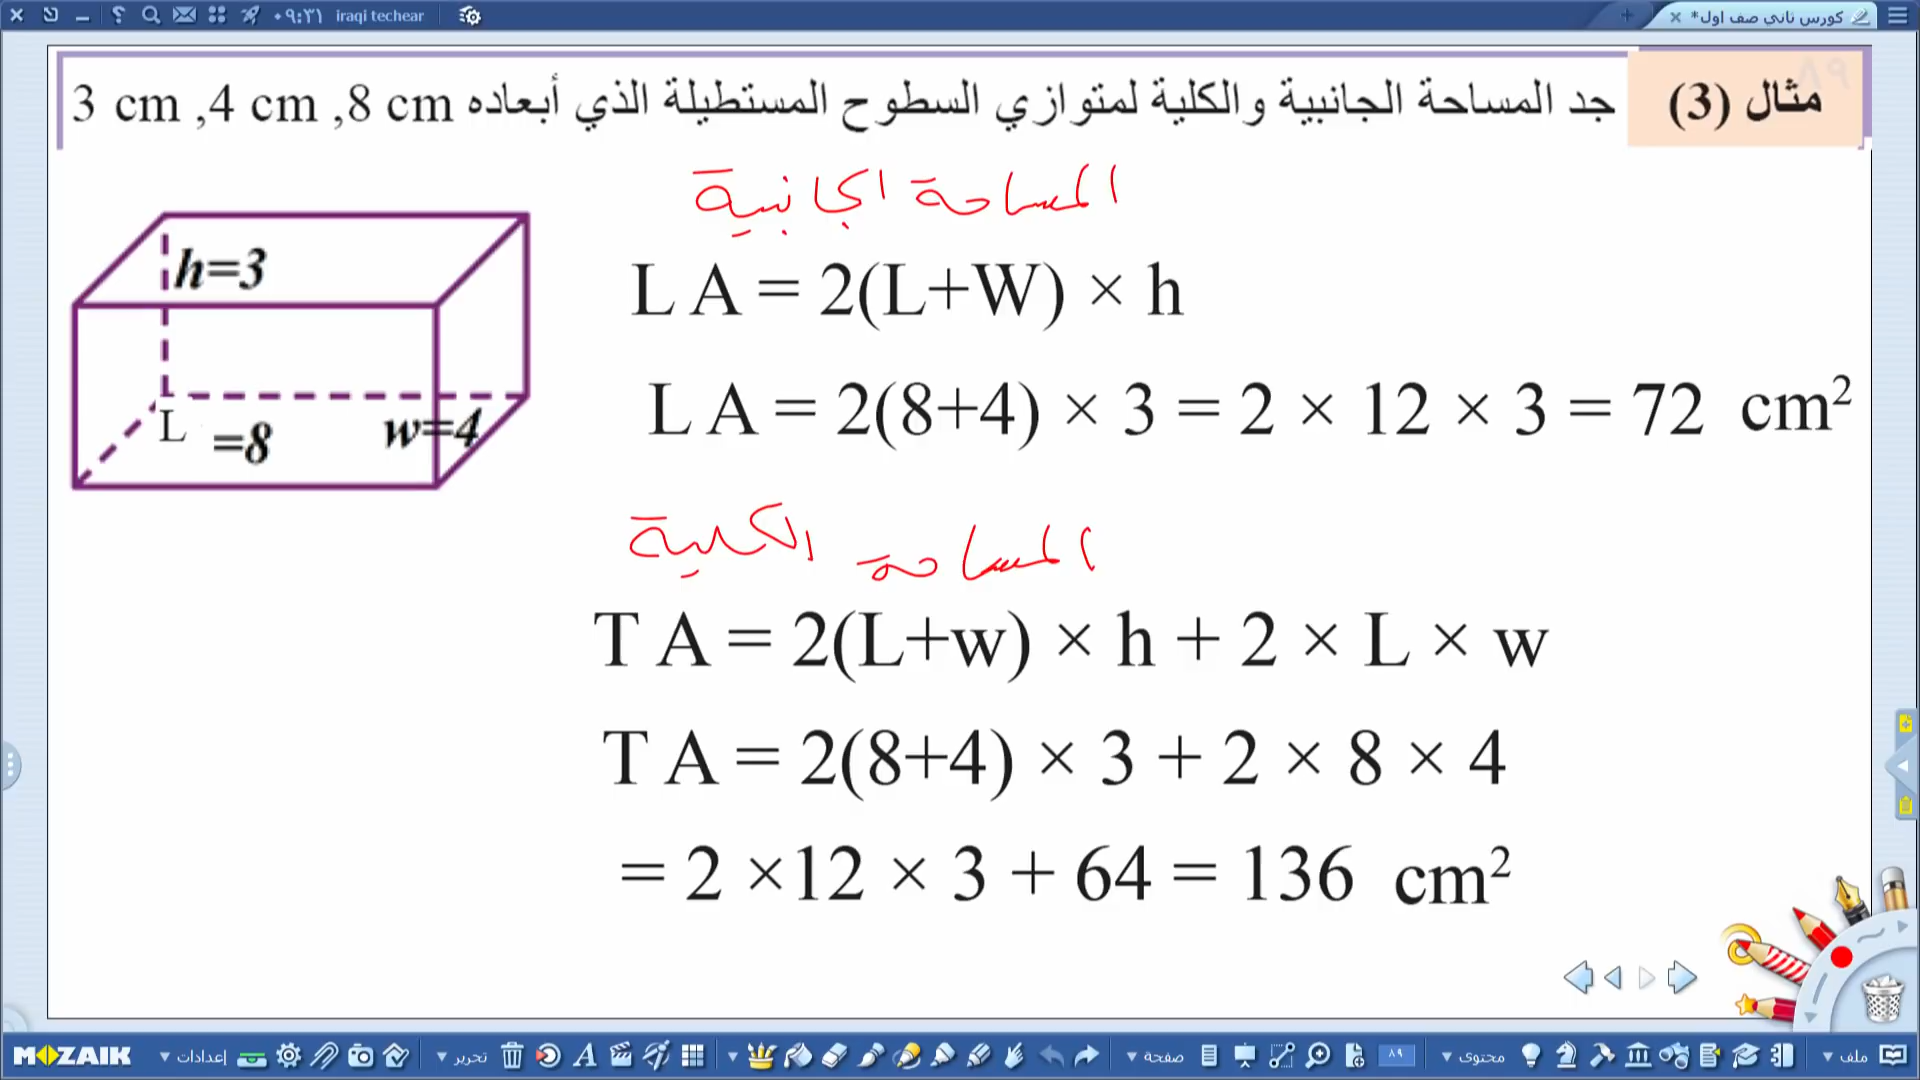 ٠٩:٣١ iraqi techear
كورس ثاني صف اول*
مثال (3) جد المساحة الجانبية والكلية لمتوازي السطوح المستطيلة الذي أبعاده 3 cm ,4 cm ,8 cm
المساحة الجانبية
h=3
L =8
w=4
L A = 2(L+W) × h
L A = 2(8+4) × 3 = 2 × 12 × 3 = 72 cm²
المساحة الكلية
T A = 2(L+w) × h + 2 × L × w
T A = 2(8+4) × 3 + 2 × 8 × 4
= 2 ×12 × 3 + 64 = 136 cm²
MOZAIK إعدادات تحرير صفحة ٨٩ محتوى ملف